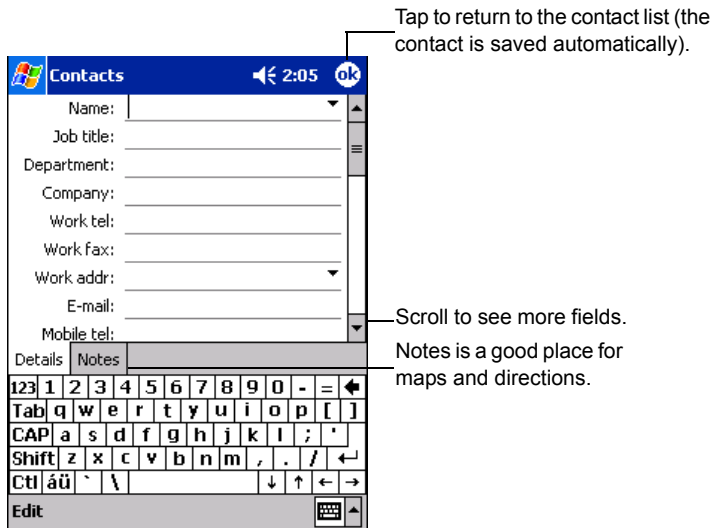 Tap to return to the contact list (the
contact is saved automatically).
Contacts 2:05 ok
Name:
Job title:
Department:
Company:
Work tel:
Work fax:
Work addr:
E-mail:
Mobile tel:
Scroll to see more fields.
Details Notes
Notes is a good place for
maps and directions.
123 1 2 3 4 5 6 7 8 9 0 - =
Tab q w e r t y u i o p [ ]
CAP a s d f g h j k l ; '
Shift z x c v b n m , . /
Ctl áü ` \ ↓ ↑ ← →
Edit